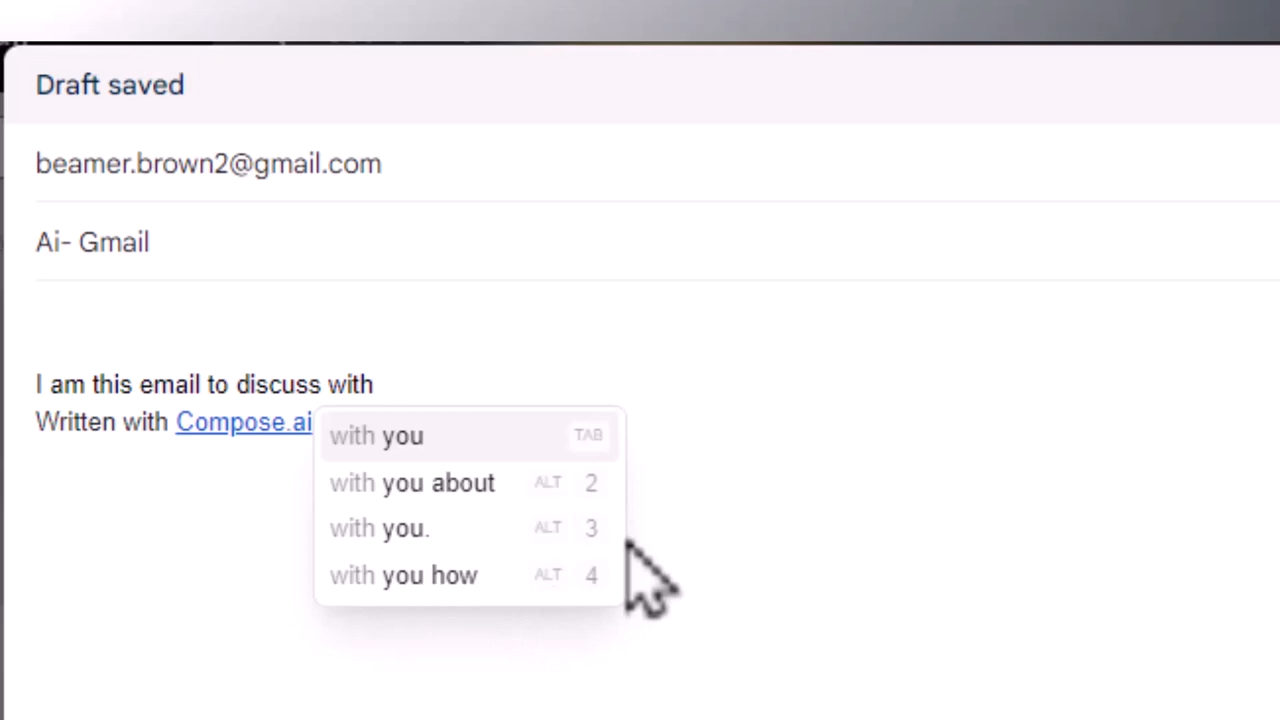 Draft saved
beamer.brown2@gmail.com
Ai- Gmail
I am this email to discuss with
Written with Compose.ai
with you TAB
with you about ALT 2
with you. ALT 3
with you how ALT 4